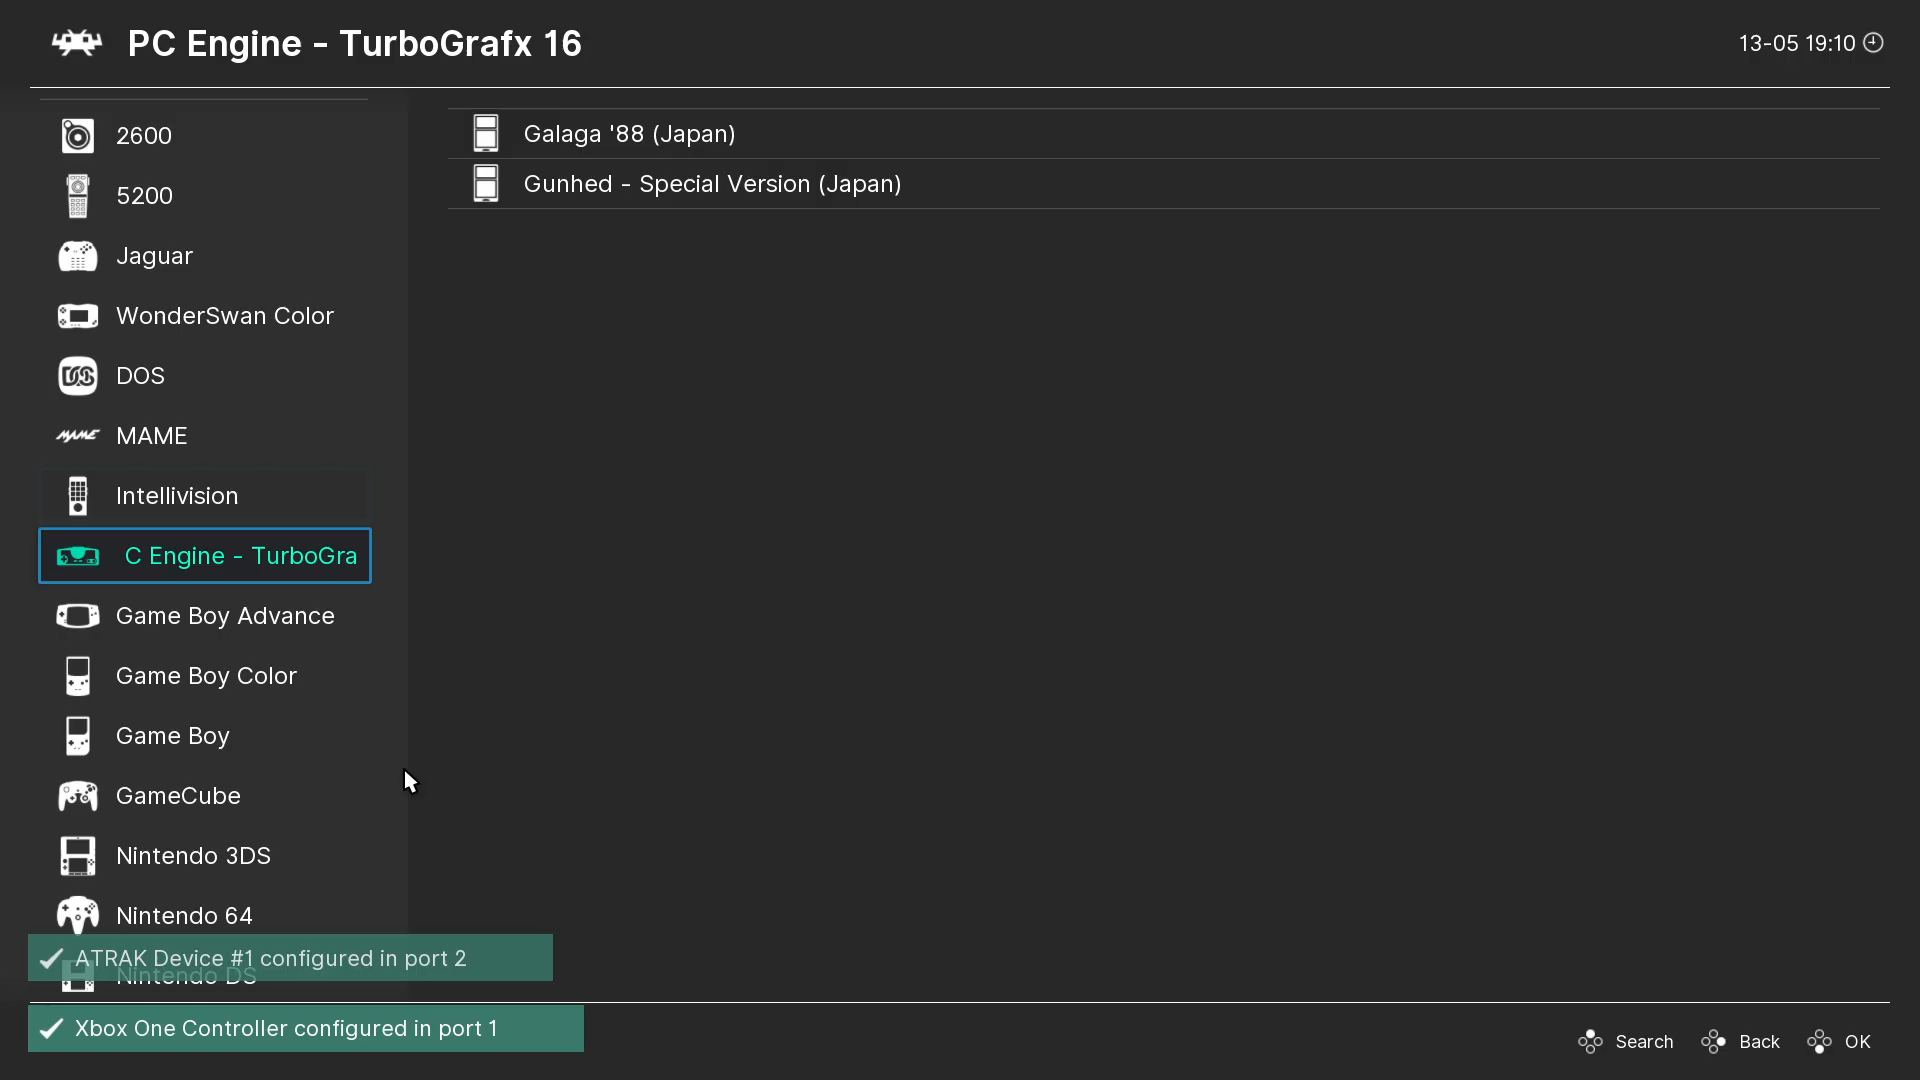 PC Engine - TurboGrafx 16
13-05 19:10
2600
5200
Jaguar
WonderSwan Color
DOS
MAME
Intellivision
C Engine - TurboGra
Game Boy Advance
Game Boy Color
Game Boy
GameCube
Nintendo 3DS
Nintendo 64
Nintendo DS
Galaga '88 (Japan)
Gunhed - Special Version (Japan)
ATRAK Device #1 configured in port 2
Xbox One Controller configured in port 1
Search
Back
OK